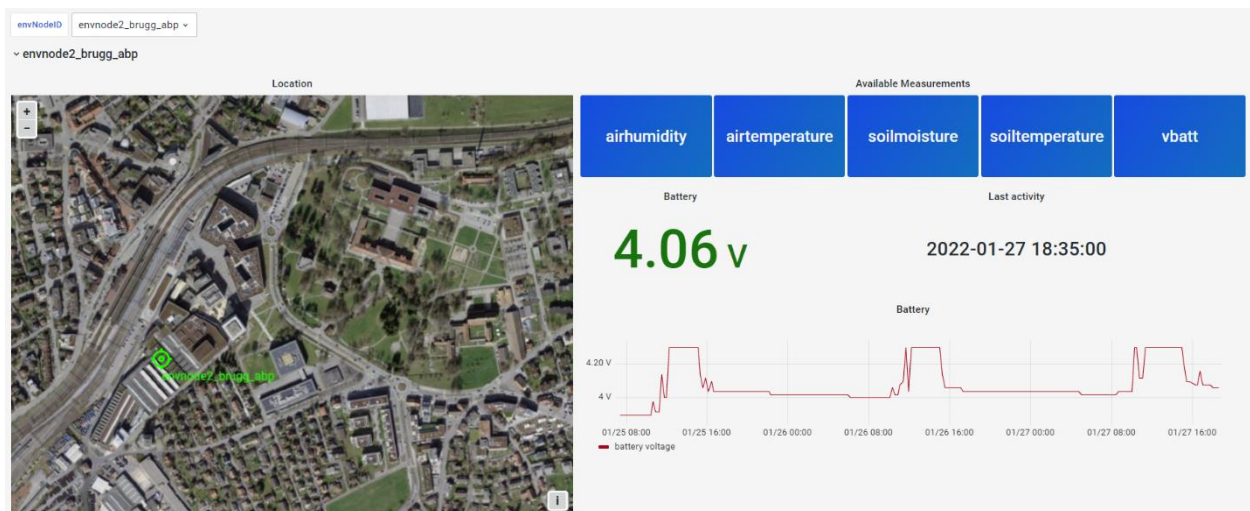 envNodeID envnode2_brugg_abp
envnode2_brugg_abp
Location
+
-
envnode2_brugg_abp
i
Available Measurements
airhumidity airtemperature soilmoisture soiltemperature vbatt
Battery Last activity
4.06 V 2022-01-27 18:35:00
Battery
4.20 V
4 V
01/25 08:00 01/25 16:00 01/26 00:00 01/26 08:00 01/26 16:00 01/27 00:00 01/27 08:00 01/27 16:00
battery voltage